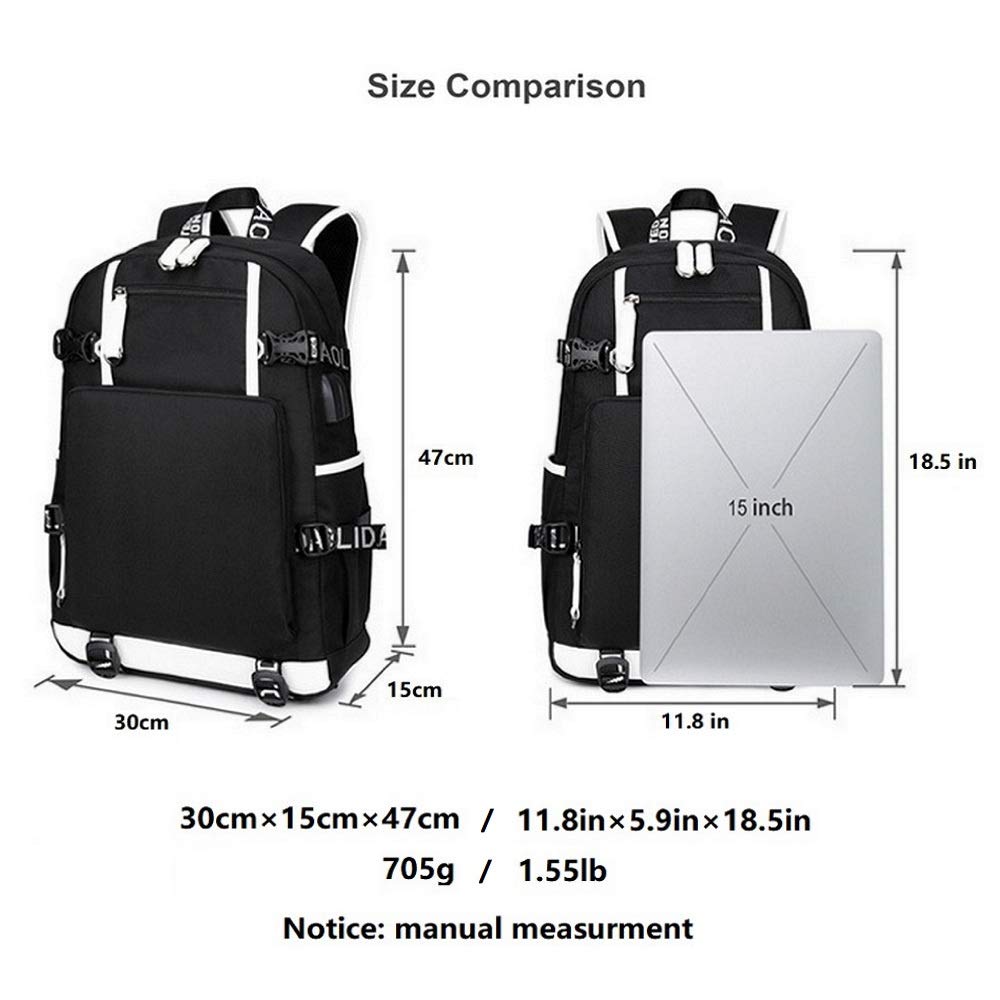 Size Comparison
47cm
15cm
30cm
18.5 in
15 inch
11.8 in
30cm×15cm×47cm / 11.8in×5.9in×18.5in
705g / 1.55lb
Notice: manual measurment